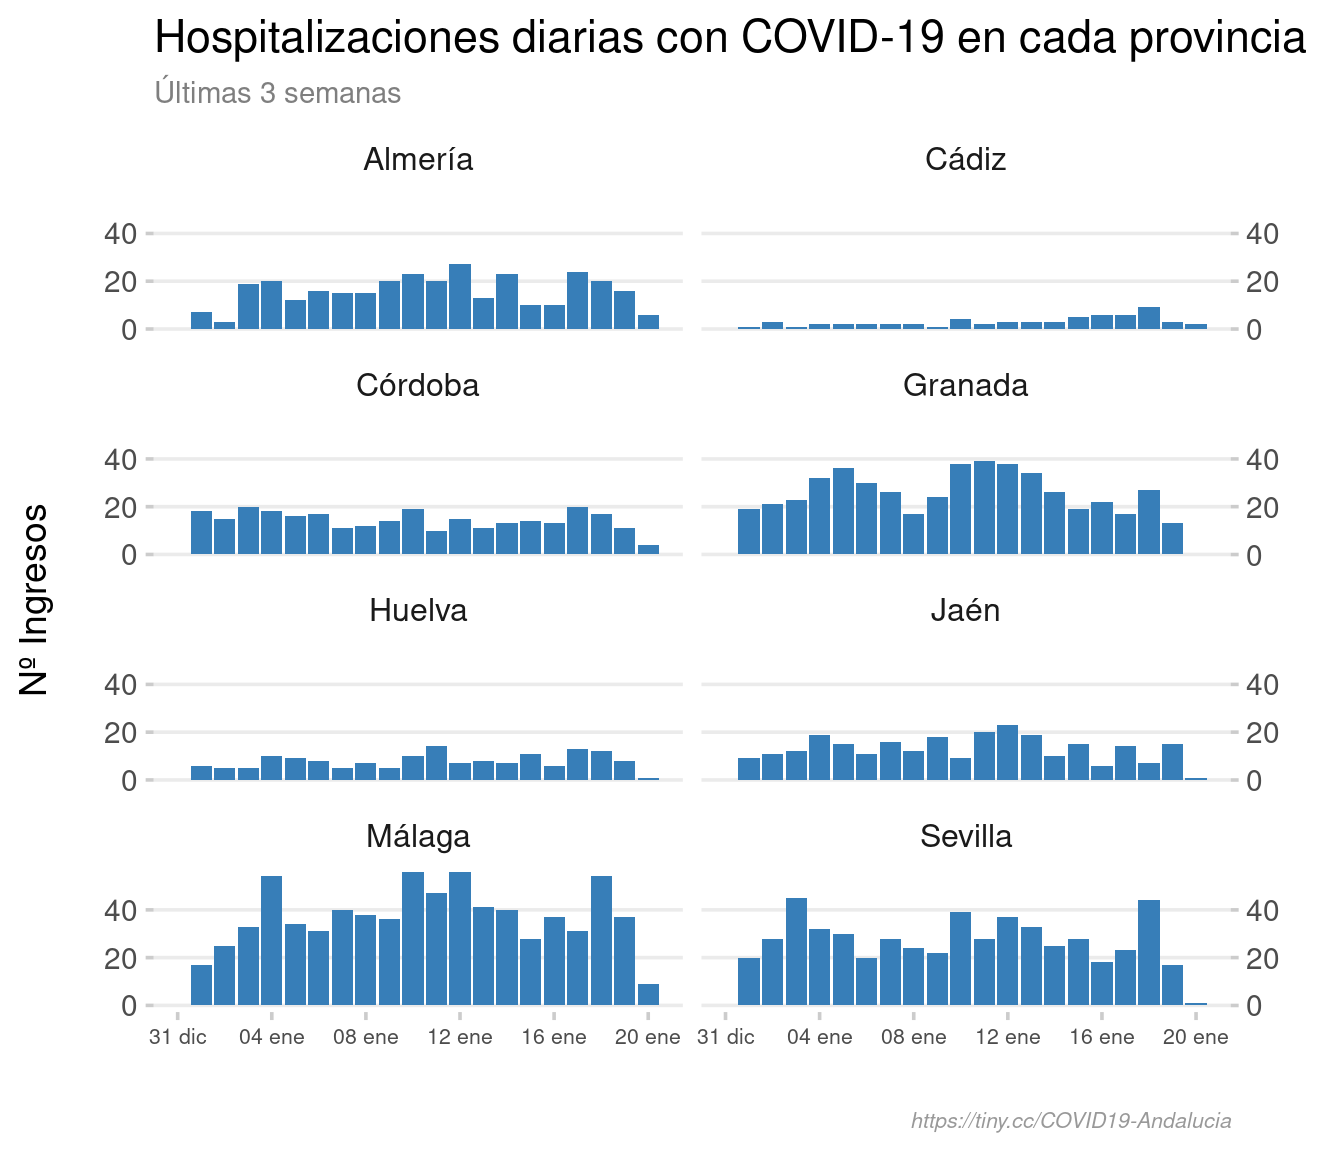 Hospitalizaciones diarias con COVID-19 en cada provincia
Últimas 3 semanas
Nº Ingresos
Almería
Cádiz
40
20
0
40
20
0
Córdoba
Granada
40
20
0
40
20
0
Huelva
Jaén
40
20
0
40
20
0
Málaga
Sevilla
40
20
0
40
20
0
31 dic 04 ene 08 ene 12 ene 16 ene 20 ene
31 dic 04 ene 08 ene 12 ene 16 ene 20 ene
https://tiny.cc/COVID19-Andalucia